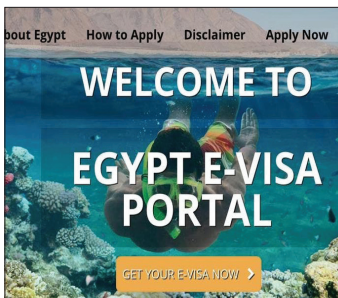 bout Egypt How to Apply Disclaimer Apply Now
WELCOME TO
EGYPT E-VISA
PORTAL
GET YOUR E-VISA NOW